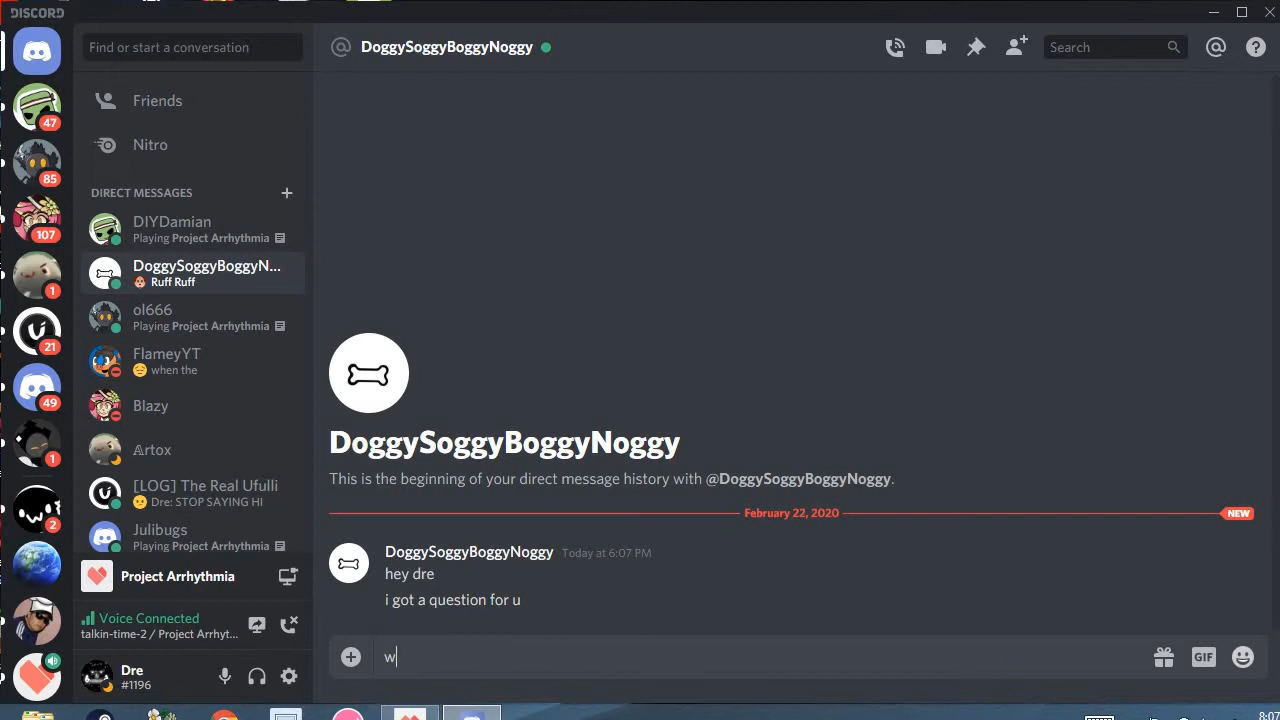 DISCORD
Find or start a conversation
DoggySoggyBoggyNoggy
Search
Friends
Nitro
DIRECT MESSAGES
DIYDamian
Playing Project Arrhythmia
DoggySoggyBoggyN...
Ruff Ruff
ol666
Playing Project Arrhythmia
FlameyYT
when the
Blazy
𝔸rtox
[LOG] The Real Ufulli
Dre: STOP SAYING HI
Julibugs
Playing Project Arrhythmia
Project Arrhythmia
Voice Connected
talkin-time-2 / Project Arrhyt...
Dre
#1196
47
85
107
1
21
49
1
2
DoggySoggyBoggyNoggy
This is the beginning of your direct message history with @DoggySoggyBoggyNoggy.
February 22, 2020
NEW
DoggySoggyBoggyNoggy Today at 6:07 PM
hey dre
i got a question for u
w
GIF
8:07